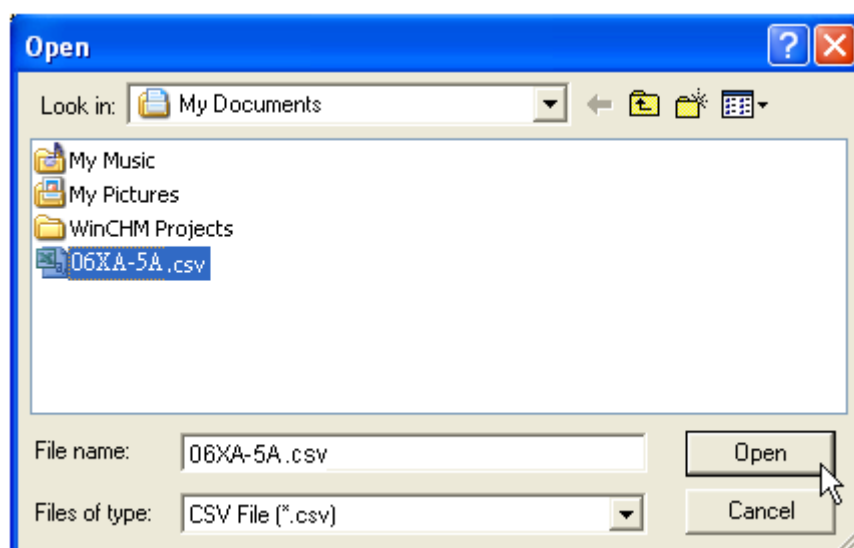 Open
Look in: My Documents
My Music
My Pictures
WinCHM Projects
06XA-5A.csv
File name: 06XA-5A.csv Open
Files of type: CSV File (*.csv) Cancel